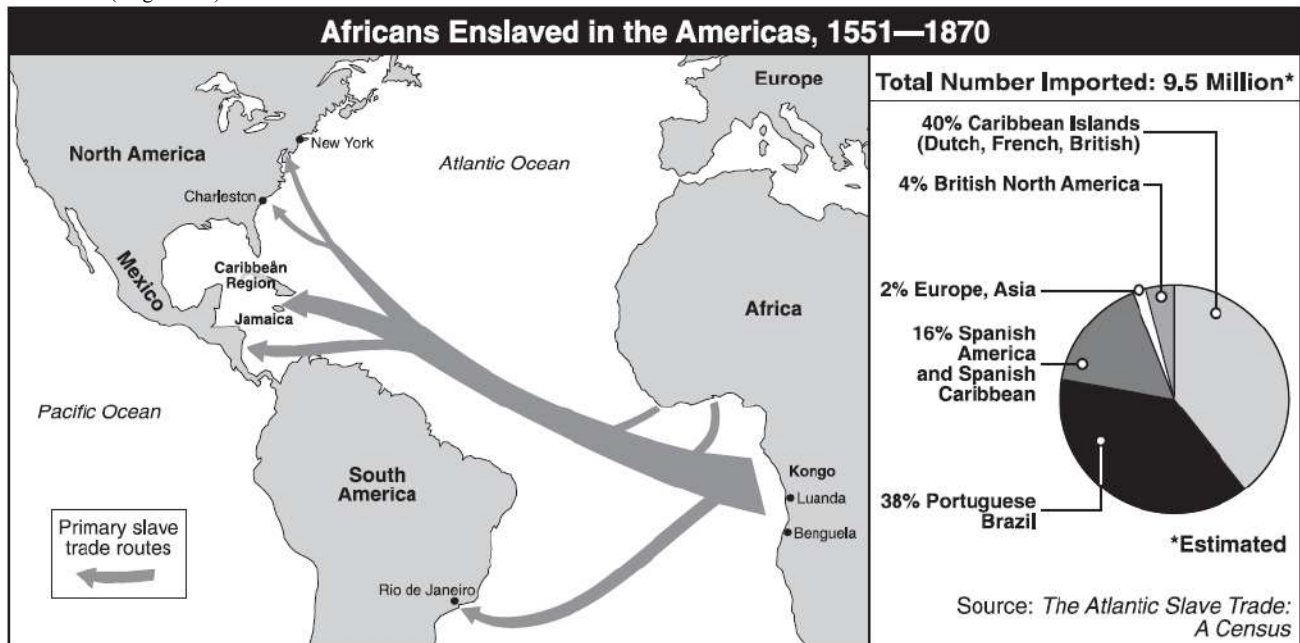 Africans Enslaved in the Americas, 1551—1870
Europe
North America
New York
Atlantic Ocean
Charleston
Mexico
Caribbean
Region
Jamaica
Africa
Pacific Ocean
South
America
Kongo
Luanda
Benguela
Rio de Janeiro
Primary slave
trade routes
Total Number Imported: 9.5 Million*
40% Caribbean Islands
(Dutch, French, British)
4% British North America
2% Europe, Asia
16% Spanish
America
and Spanish
Caribbean
38% Portuguese
Brazil
*Estimated
Source: The Atlantic Slave Trade:
A Census